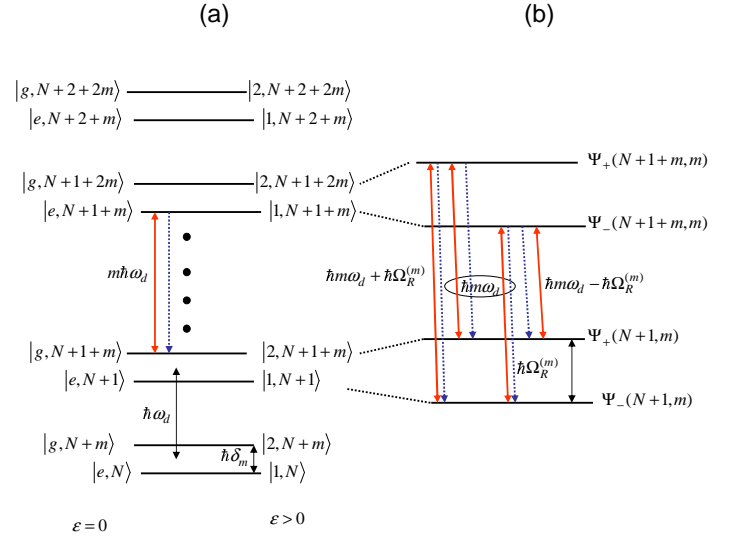 (a) (b)
|g, N+2+2m⟩ |2, N+2+2m⟩
|e, N+2+m⟩ |1, N+2+m⟩
Ψ₊(N+1+m,m)
|g, N+1+2m⟩ |2, N+1+2m⟩
|e, N+1+m⟩ |1, N+1+m⟩
Ψ₋(N+1+m,m)
mℏω_d
ℏmω_d + ℏΩ_R^(m) ℏmω_d ℏmω_d − ℏΩ_R^(m)
Ψ₊(N+1,m)
|g, N+1+m⟩ |2, N+1+m⟩
ℏΩ_R^(m)
|e, N+1⟩ |1, N+1⟩
Ψ₋(N+1,m)
ℏω_d
|g, N+m⟩ |2, N+m⟩
ℏδ_m
|e, N⟩ |1, N⟩
ε=0 ε>0